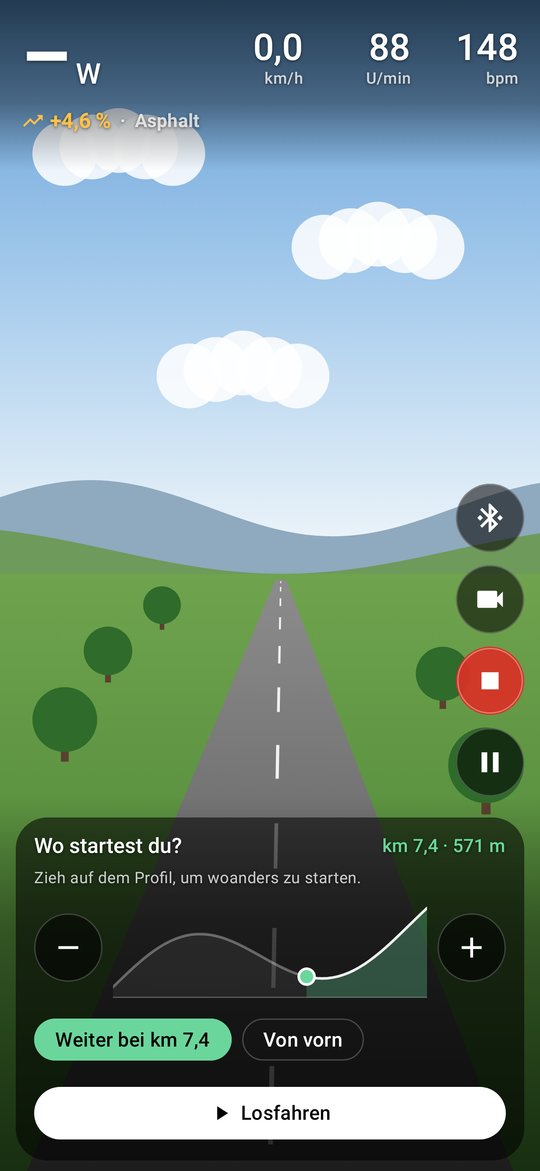 — W
0,0 km/h
88 U/min
148 bpm
+4,6 % · Asphalt
Wo startest du?
km 7,4 · 571 m
Zieh auf dem Profil, um woanders zu starten.
Weiter bei km 7,4
Von vorn
Losfahren